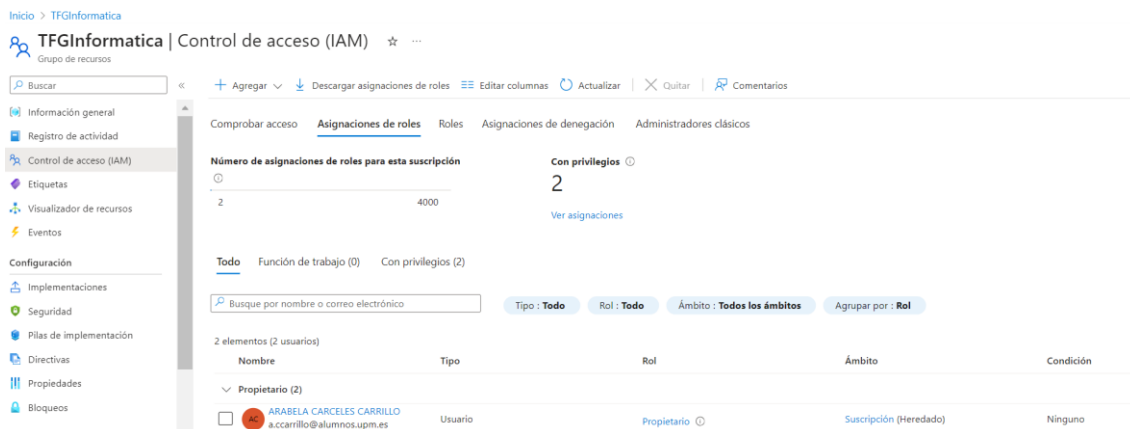 Inicio > TFGInformatica
TFGInformatica | Control de acceso (IAM)
Grupo de recursos
Buscar
Agregar Descargar asignaciones de roles Editar columnas Actualizar Quitar Comentarios
Información general
Registro de actividad
Control de acceso (IAM)
Etiquetas
Visualizador de recursos
Eventos
Configuración
Implementaciones
Seguridad
Pilas de implementación
Directivas
Propiedades
Bloqueos
Comprobar acceso Asignaciones de roles Roles Asignaciones de denegación Administradores clásicos
Número de asignaciones de roles para esta suscripción
2 4000
Con privilegios
2
Ver asignaciones
Todo Función de trabajo (0) Con privilegios (2)
Busque por nombre o correo electrónico
Tipo : Todo Rol : Todo Ámbito : Todos los ámbitos Agrupar por : Rol
2 elementos (2 usuarios)
Nombre Tipo Rol Ámbito Condición
Propietario (2)
AC ARABELA CARCELES CARRILLO
a.ccarrillo@alumnos.upm.es Usuario Propietario Suscripción (Heredado) Ninguno